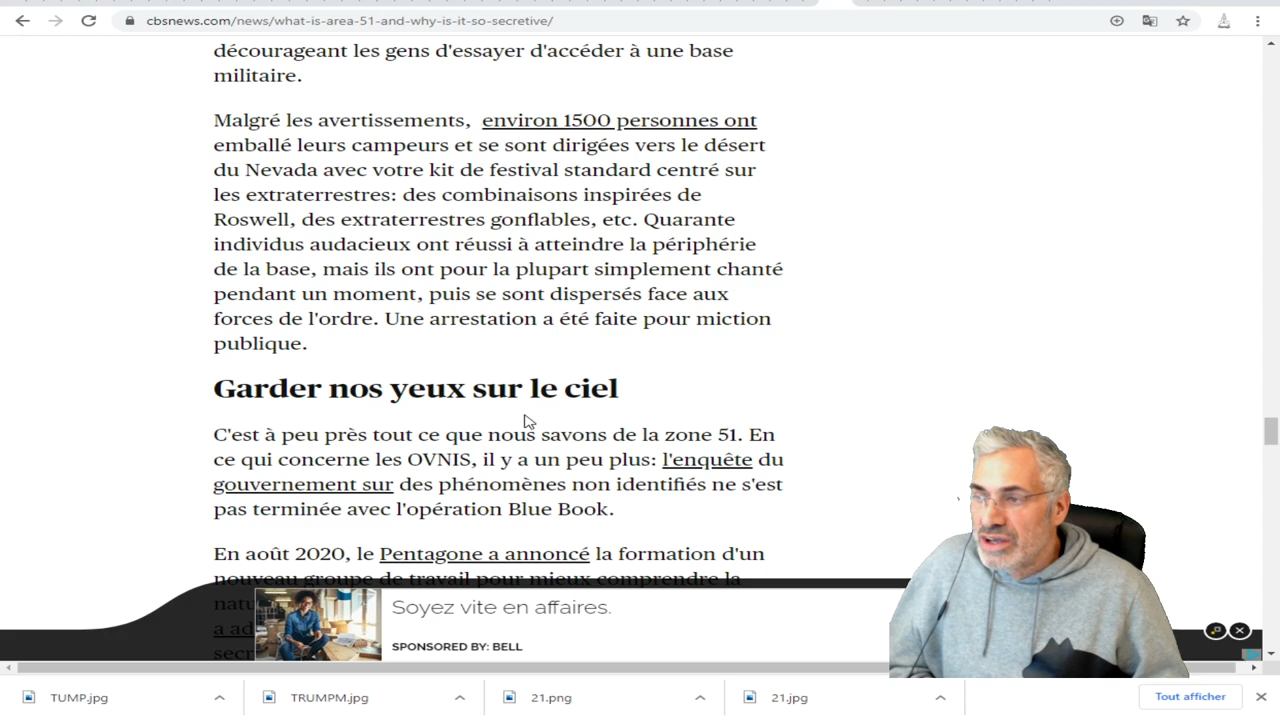 cbsnews.com/news/what-is-area-51-and-why-is-it-so-secretive/
décourageant les gens d'essayer d'accéder à une base
militaire.
Malgré les avertissements, environ 1500 personnes ont
emballé leurs campeurs et se sont dirigées vers le désert
du Nevada avec votre kit de festival standard centré sur
les extraterrestres: des combinaisons inspirées de
Roswell, des extraterrestres gonflables, etc. Quarante
individus audacieux ont réussi à atteindre la périphérie
de la base, mais ils ont pour la plupart simplement chanté
pendant un moment, puis se sont dispersés face aux
forces de l'ordre. Une arrestation a été faite pour miction
publique.
Garder nos yeux sur le ciel
C'est à peu près tout ce que nous savons de la zone 51. En
ce qui concerne les OVNIS, il y a un peu plus: l'enquête du
gouvernement sur des phénomènes non identifiés ne s'est
pas terminée avec l'opération Blue Book.
En août 2020, le Pentagone a annoncé la formation d'un
nouveau groupe de travail pour mieux comprendre la
Soyez vite en affaires.
SPONSORED BY: BELL
TUMP.jpg
TRUMPM.jpg
21.png
21.jpg
Tout afficher